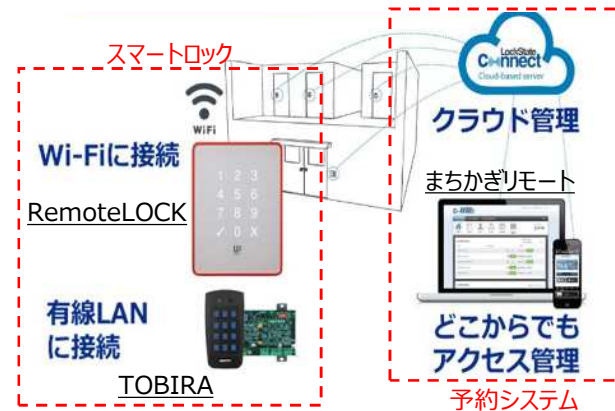 スマートロック
WiFi
Wi-Fiに接続
RemoteLOCK
1 2 3
4 5 6
7 8 9
✓ 0 X
有線LAN
に接続
TOBIRA
LockState
Connect
Cloud-based server
クラウド管理
まちかぎリモート
どこからでも
アクセス管理
予約システム